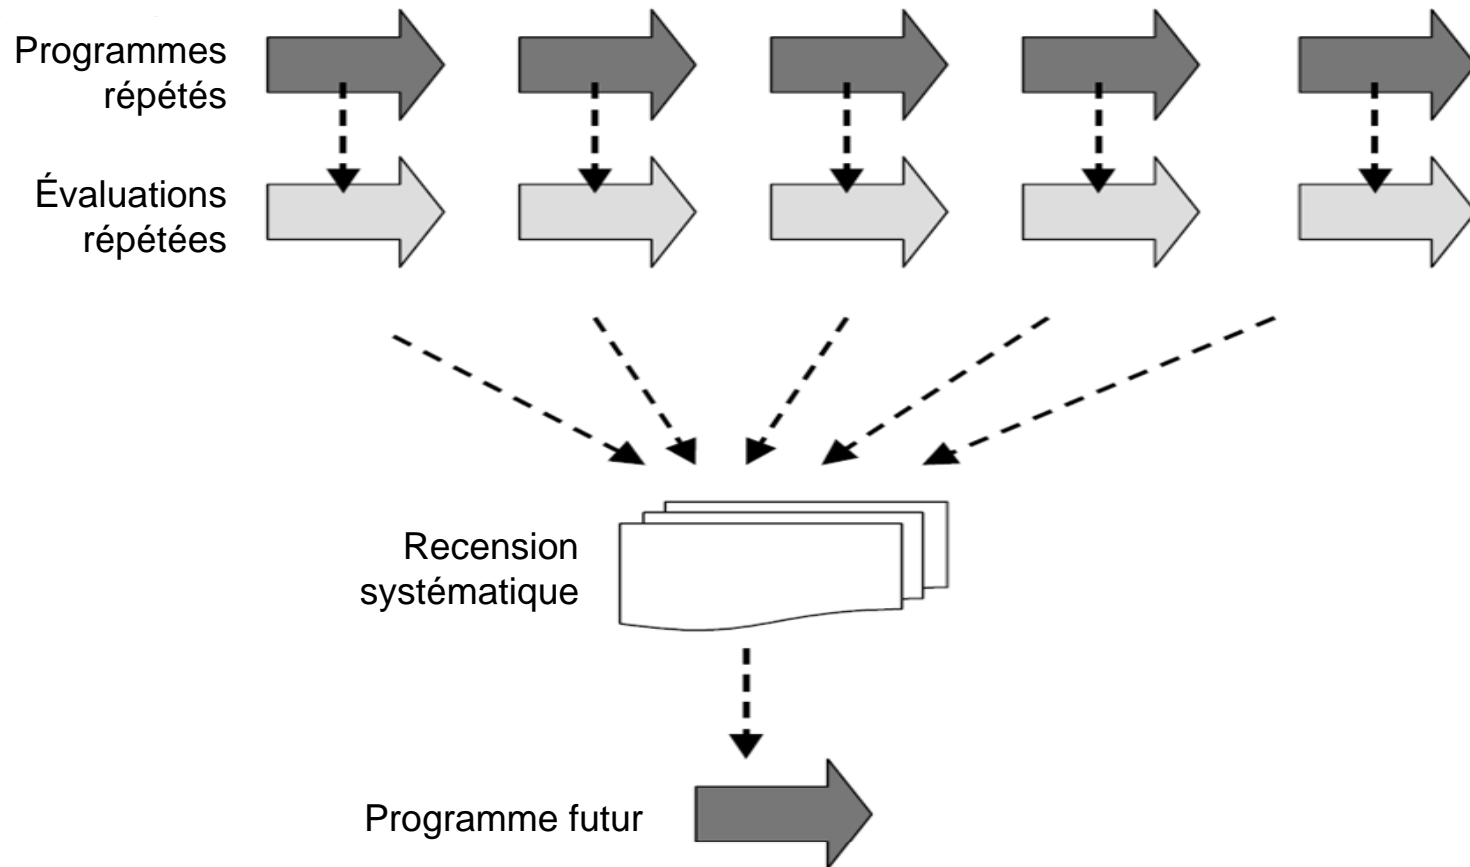 Programmes
répétés
Évaluations
répétées
Recension
systématique
Programme futur